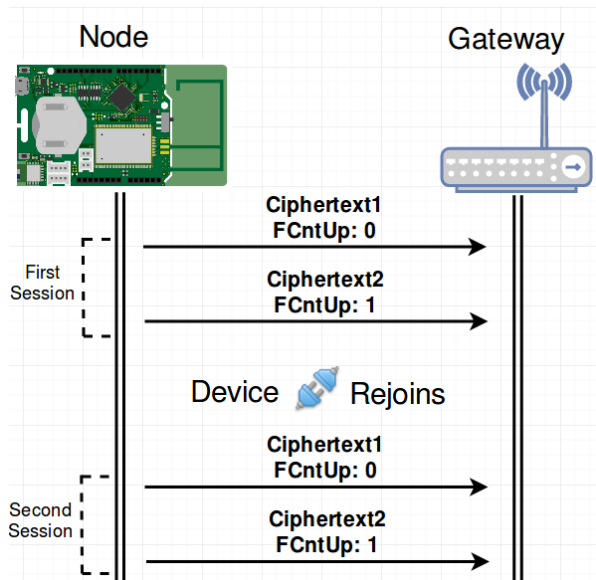 Node
Gateway
Ciphertext1
FCntUp: 0
First
Session
Ciphertext2
FCntUp: 1
Device Rejoins
Ciphertext1
FCntUp: 0
Second
Session
Ciphertext2
FCntUp: 1